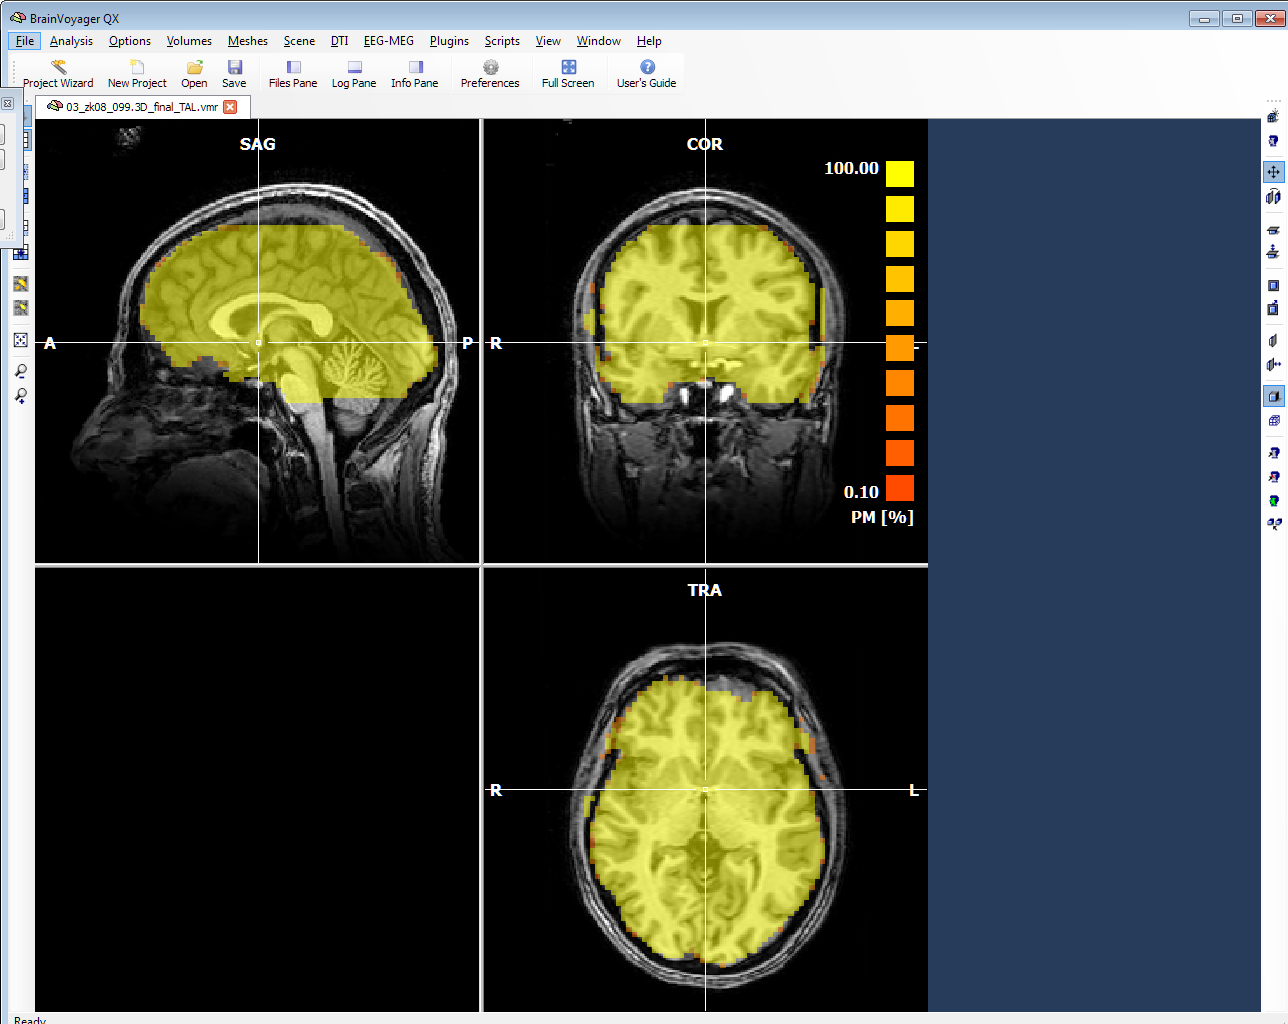 BrainVoyager QX
File Analysis Options Volumes Meshes Scene DTI EEG-MEG Plugins Scripts View Window Help
Project Wizard New Project Open Save Files Pane Log Pane Info Pane Preferences Full Screen User's Guide
03_zk08_099.3D_final_TAL.vmr
SAG
A
P
COR
R
100.00
0.10
PM [%]
TRA
R
L
Ready